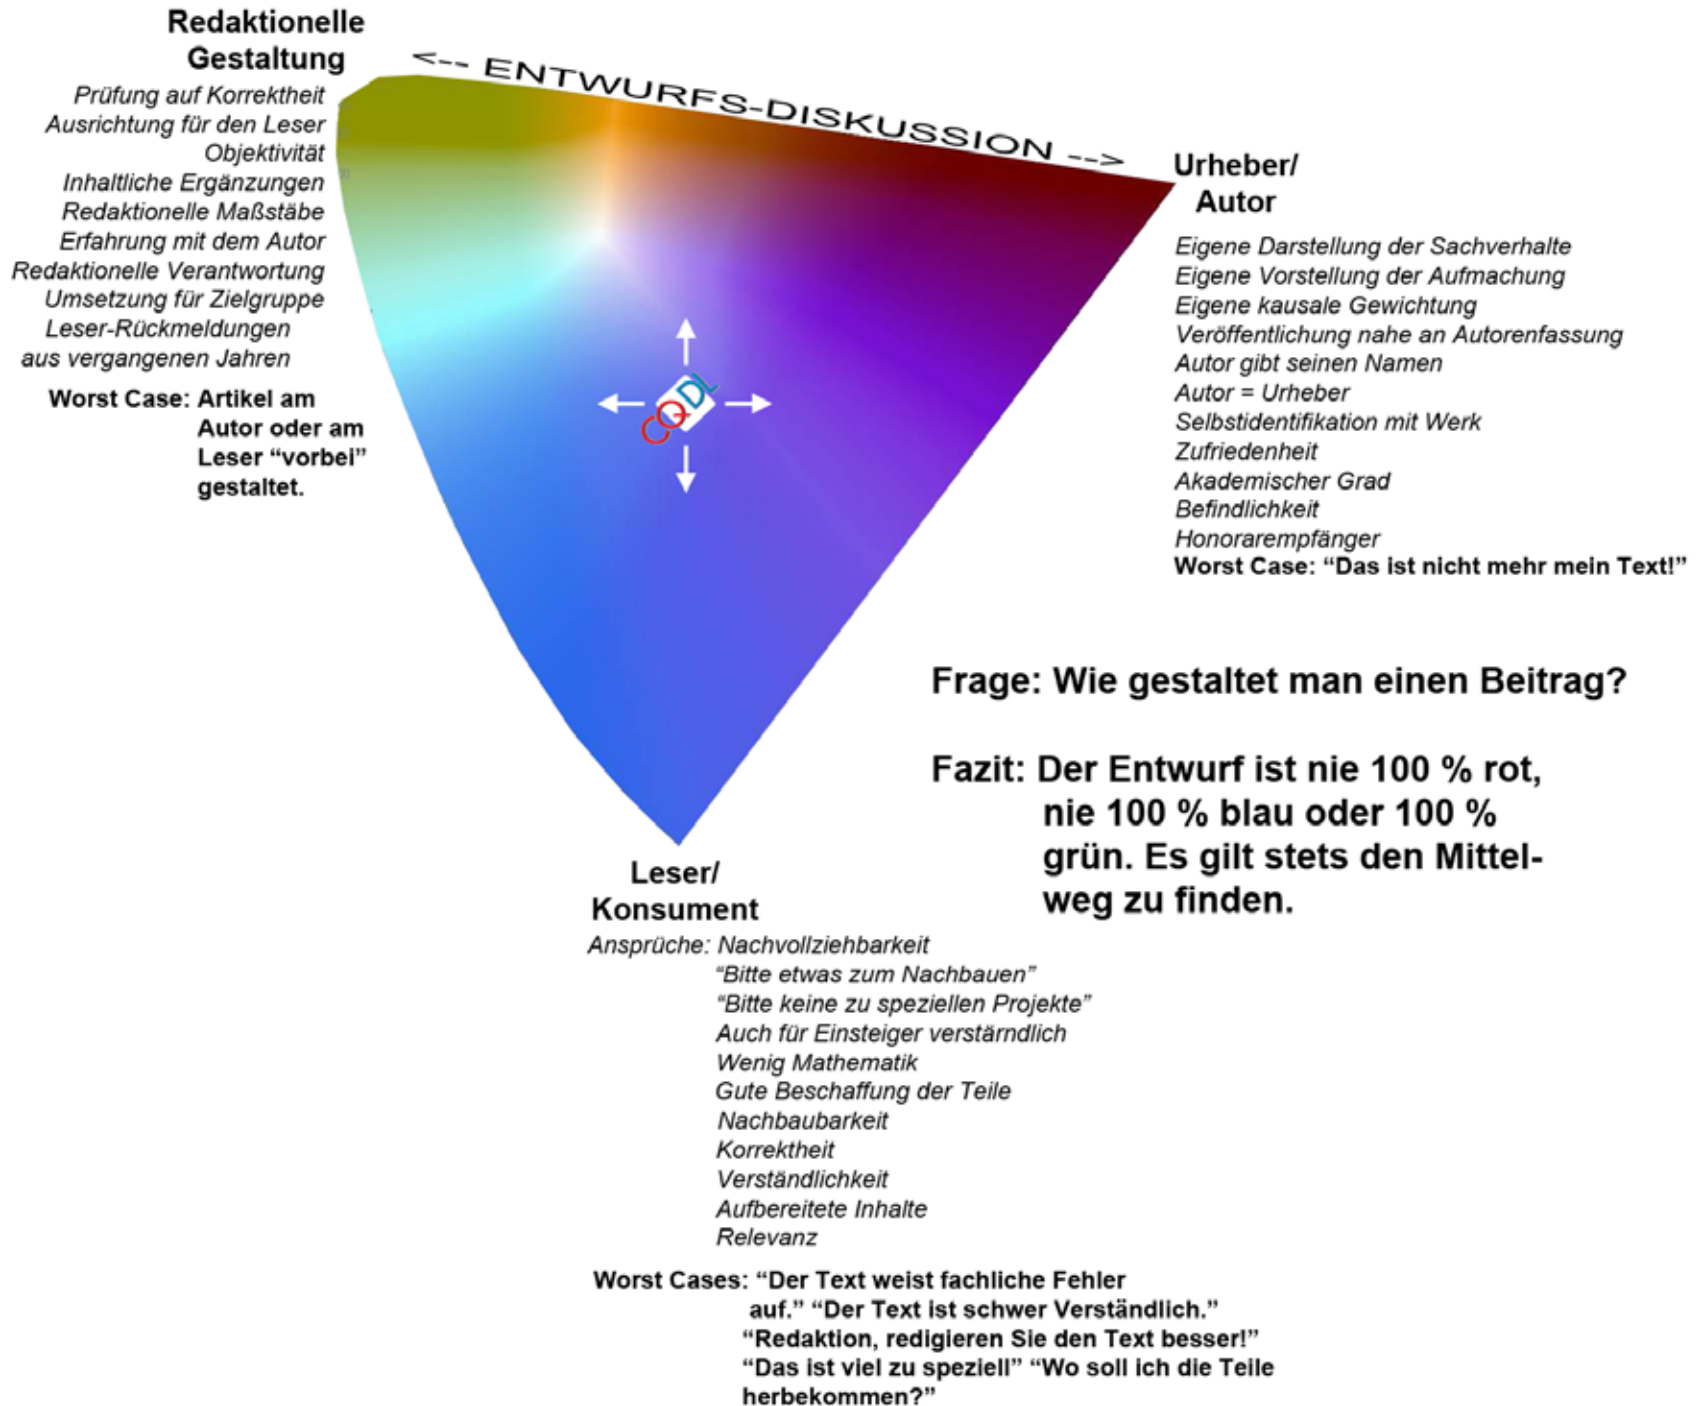 Redaktionelle
Gestaltung
Prüfung auf Korrektheit
Ausrichtung für den Leser
Objektivität
Inhaltliche Ergänzungen
Redaktionelle Maßstäbe
Erfahrung mit dem Autor
Redaktionelle Verantwortung
Umsetzung für Zielgruppe
Leser-Rückmeldungen
aus vergangenen Jahren
Worst Case: Artikel am
Autor oder am
Leser “vorbei”
gestaltet.
<-- ENTWURFS-DISKUSSION -->
Urheber/
Autor
Eigene Darstellung der Sachverhalte
Eigene Vorstellung der Aufmachung
Eigene kausale Gewichtung
Veröffentlichung nahe an Autorenfassung
Autor gibt seinen Namen
Autor = Urheber
Selbstidentifikation mit Werk
Zufriedenheit
Akademischer Grad
Befindlichkeit
Honorarempfänger
Worst Case: “Das ist nicht mehr mein Text!”
CQDL
Frage: Wie gestaltet man einen Beitrag?
Fazit: Der Entwurf ist nie 100 % rot,
nie 100 % blau oder 100 %
grün. Es gilt stets den Mittel-
weg zu finden.
Leser/
Konsument
Ansprüche: Nachvollziehbarkeit
“Bitte etwas zum Nachbauen”
“Bitte keine zu speziellen Projekte”
Auch für Einsteiger verstärndlich
Wenig Mathematik
Gute Beschaffung der Teile
Nachbaubarkeit
Korrektheit
Verständlichkeit
Aufbereitete Inhalte
Relevanz
Worst Cases: “Der Text weist fachliche Fehler
auf.” “Der Text ist schwer Verständlich.”
“Redaktion, redigieren Sie den Text besser!”
“Das ist viel zu speziell” “Wo soll ich die Teile
herbekommen?”